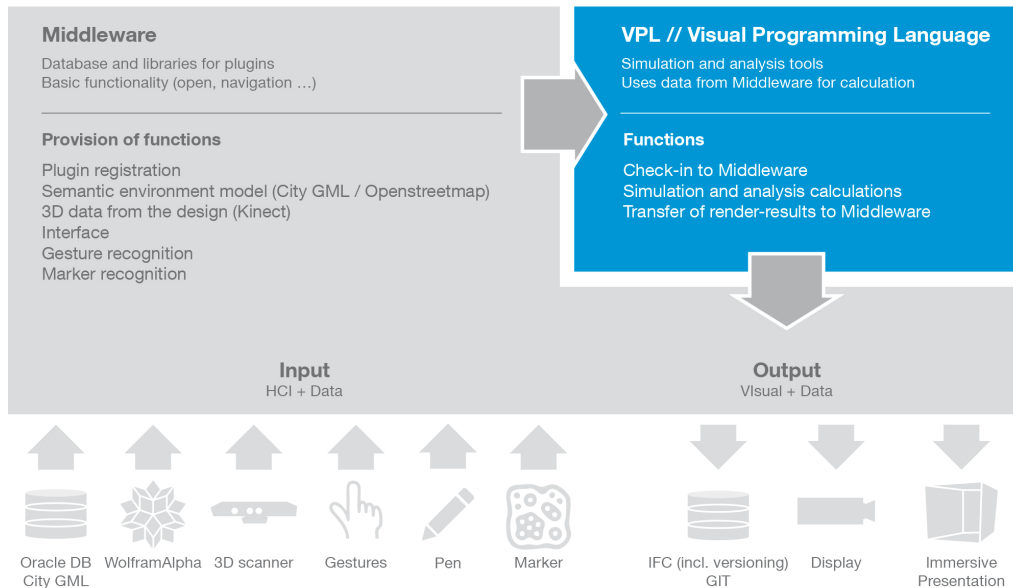 Middleware
Database and libraries for plugins
Basic functionality (open, navigation ...)
Provision of functions
Plugin registration
Semantic environment model (City GML / Openstreetmap)
3D data from the design (Kinect)
Interface
Gesture recognition
Marker recognition
VPL // Visual Programming Language
Simulation and analysis tools
Uses data from Middleware for calculation
Functions
Check-in to Middleware
Simulation and analysis calculations
Transfer of render-results to Middleware
Input
HCI + Data
Output
VIsual + Data
Oracle DB
City GML
WolframAlpha
3D scanner
Gestures
Pen
Marker
IFC (incl. versioning)
GIT
Display
Immersive
Presentation